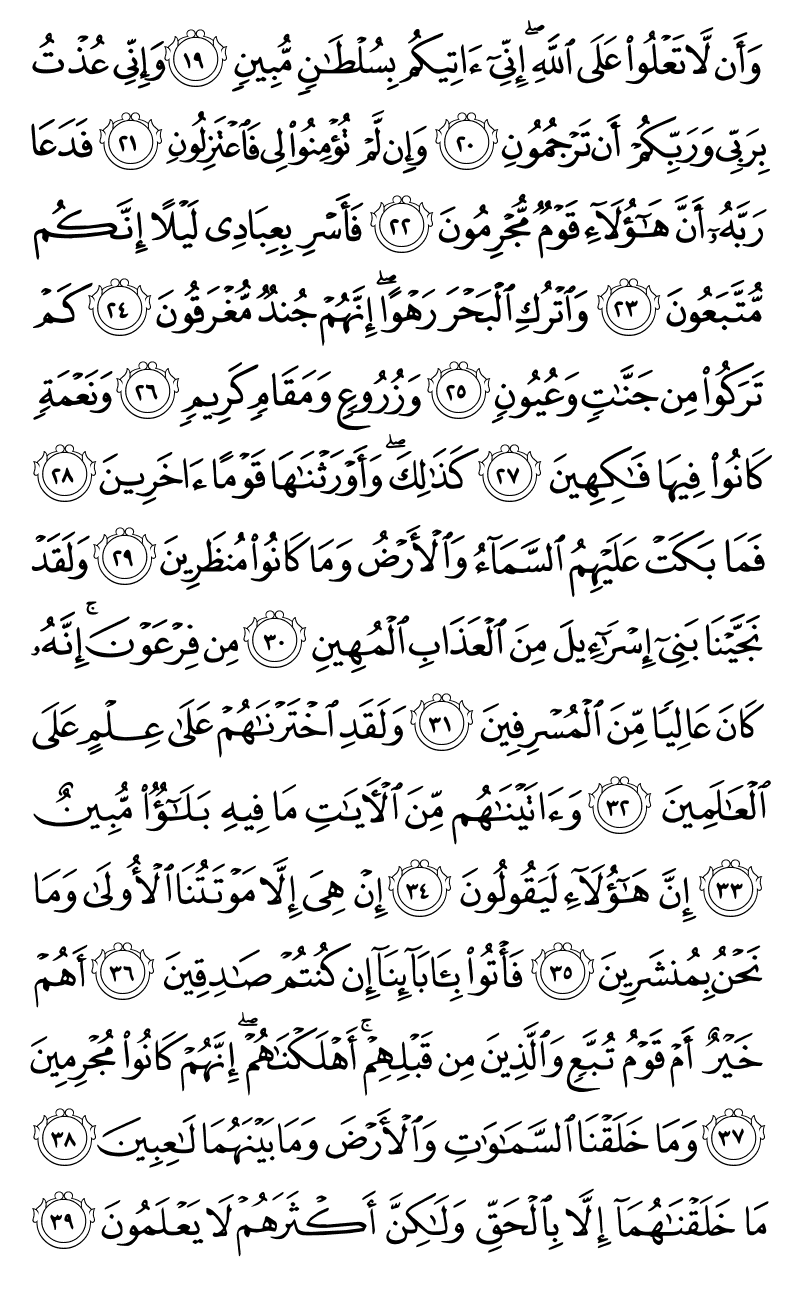 وَأَن لَّا تَعْلُوا۟ عَلَى ٱللَّهِ ۖ إِنِّىٓ ءَاتِيكُم بِسُلْطَـٰنٍ مُّبِينٍ ١٩ وَإِنِّى عُذْتُ
بِرَبِّى وَرَبِّكُمْ أَن تَرْجُمُونِ ٢٠ وَإِن لَّمْ تُؤْمِنُوا۟ لِى فَٱعْتَزِلُونِ ٢١ فَدَعَا
رَبَّهُۥٓ أَنَّ هَـٰٓؤُلَآءِ قَوْمٌ مُّجْرِمُونَ ٢٢ فَأَسْرِ بِعِبَادِى لَيْلًا إِنَّكُم
مُّتَّبَعُونَ ٢٣ وَٱتْرُكِ ٱلْبَحْرَ رَهْوًا ۖ إِنَّهُمْ جُندٌ مُّغْرَقُونَ ٢٤ كَمْ
تَرَكُوا۟ مِن جَنَّـٰتٍ وَعُيُونٍ ٢٥ وَزُرُوعٍ وَمَقَامٍ كَرِيمٍ ٢٦ وَنَعْمَةٍ
كَانُوا۟ فِيهَا فَـٰكِهِينَ ٢٧ كَذَٰلِكَ ۖ وَأَوْرَثْنَـٰهَا قَوْمًا ءَاخَرِينَ ٢٨
فَمَا بَكَتْ عَلَيْهِمُ ٱلسَّمَآءُ وَٱلْأَرْضُ وَمَا كَانُوا۟ مُنظَرِينَ ٢٩ وَلَقَدْ
نَجَّيْنَا بَنِىٓ إِسْرَٰٓءِيلَ مِنَ ٱلْعَذَابِ ٱلْمُهِينِ ٣٠ مِن فِرْعَوْنَ ۚ إِنَّهُۥ
كَانَ عَالِيًا مِّنَ ٱلْمُسْرِفِينَ ٣١ وَلَقَدِ ٱخْتَرْنَـٰهُمْ عَلَىٰ عِلْمٍ عَلَى
ٱلْعَـٰلَمِينَ ٣٢ وَءَاتَيْنَـٰهُم مِّنَ ٱلْـَٔايَـٰتِ مَا فِيهِ بَلَـٰٓؤٌا۟ مُّبِينٌ
٣٣ إِنَّ هَـٰٓؤُلَآءِ لَيَقُولُونَ ٣٤ إِنْ هِىَ إِلَّا مَوْتَتُنَا ٱلْأُولَىٰ وَمَا
نَحْنُ بِمُنشَرِينَ ٣٥ فَأْتُوا۟ بِـَٔابَآئِنَآ إِن كُنتُمْ صَـٰدِقِينَ ٣٦ أَهُمْ
خَيْرٌ أَمْ قَوْمُ تُبَّعٍ وَٱلَّذِينَ مِن قَبْلِهِمْ ۚ أَهْلَكْنَـٰهُمْ ۖ إِنَّهُمْ كَانُوا۟ مُجْرِمِينَ
٣٧ وَمَا خَلَقْنَا ٱلسَّمَـٰوَٰتِ وَٱلْأَرْضَ وَمَا بَيْنَهُمَا لَـٰعِبِينَ ٣٨
مَا خَلَقْنَـٰهُمَآ إِلَّا بِٱلْحَقِّ وَلَـٰكِنَّ أَكْثَرَهُمْ لَا يَعْلَمُونَ ٣٩